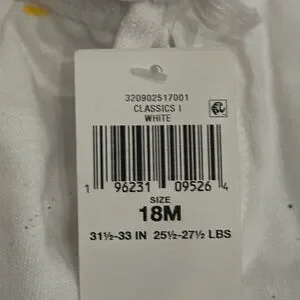 320902517001
CLASSICS I
WHITE
1 96231 09526 4
SIZE
18M
31½-33 IN 25½-27½ LBS